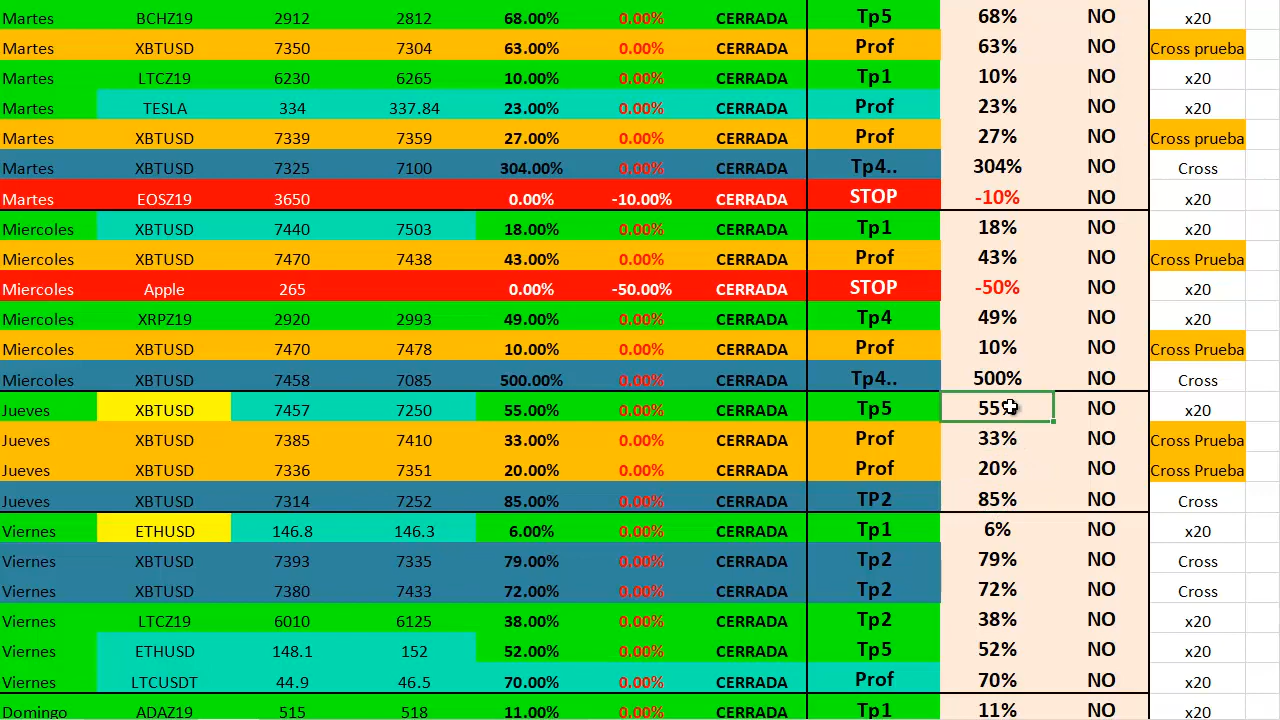 Martes BCHZ19 2912 2812 68.00% 0.00% CERRADA Tp5 68% NO x20
Martes XBTUSD 7350 7304 63.00% 0.00% CERRADA Prof 63% NO Cross prueba
Martes LTCZ19 6230 6265 10.00% 0.00% CERRADA Tp1 10% NO x20
Martes TESLA 334 337.84 23.00% 0.00% CERRADA Prof 23% NO x20
Martes XBTUSD 7339 7359 27.00% 0.00% CERRADA Prof 27% NO Cross prueba
Martes XBTUSD 7325 7100 304.00% 0.00% CERRADA Tp4.. 304% NO Cross
Martes EOSZ19 3650 0.00% -10.00% CERRADA STOP -10% NO x20
Miercoles XBTUSD 7440 7503 18.00% 0.00% CERRADA Tp1 18% NO x20
Miercoles XBTUSD 7470 7438 43.00% 0.00% CERRADA Prof 43% NO Cross Prueba
Miercoles Apple 265 0.00% -50.00% CERRADA STOP -50% NO x20
Miercoles XRPZ19 2920 2993 49.00% 0.00% CERRADA Tp4 49% NO x20
Miercoles XBTUSD 7470 7478 10.00% 0.00% CERRADA Prof 10% NO Cross Prueba
Miercoles XBTUSD 7458 7085 500.00% 0.00% CERRADA Tp4.. 500% NO Cross
Jueves XBTUSD 7457 7250 55.00% 0.00% CERRADA Tp5 55% NO x20
Jueves XBTUSD 7385 7410 33.00% 0.00% CERRADA Prof 33% NO Cross Prueba
Jueves XBTUSD 7336 7351 20.00% 0.00% CERRADA Prof 20% NO Cross Prueba
Jueves XBTUSD 7314 7252 85.00% 0.00% CERRADA TP2 85% NO Cross
Viernes ETHUSD 146.8 146.3 6.00% 0.00% CERRADA Tp1 6% NO x20
Viernes XBTUSD 7393 7335 79.00% 0.00% CERRADA Tp2 79% NO Cross
Viernes XBTUSD 7380 7433 72.00% 0.00% CERRADA Tp2 72% NO Cross
Viernes LTCZ19 6010 6125 38.00% 0.00% CERRADA Tp2 38% NO x20
Viernes ETHUSD 148.1 152 52.00% 0.00% CERRADA Tp5 52% NO x20
Viernes LTCUSDT 44.9 46.5 70.00% 0.00% CERRADA Prof 70% NO x20
Domingo ADAZ19 515 518 11.00% 0.00% CERRADA Tp1 11% NO x20